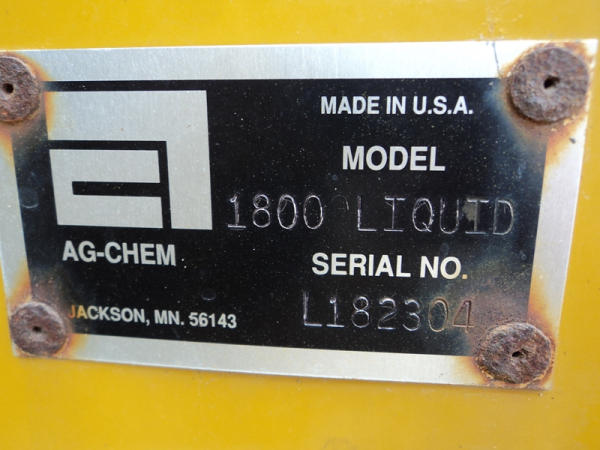 MADE IN U.S.A.
MODEL
1800 LIQUID
AG-CHEM
SERIAL NO.
JACKSON, MN. 56143
L182304